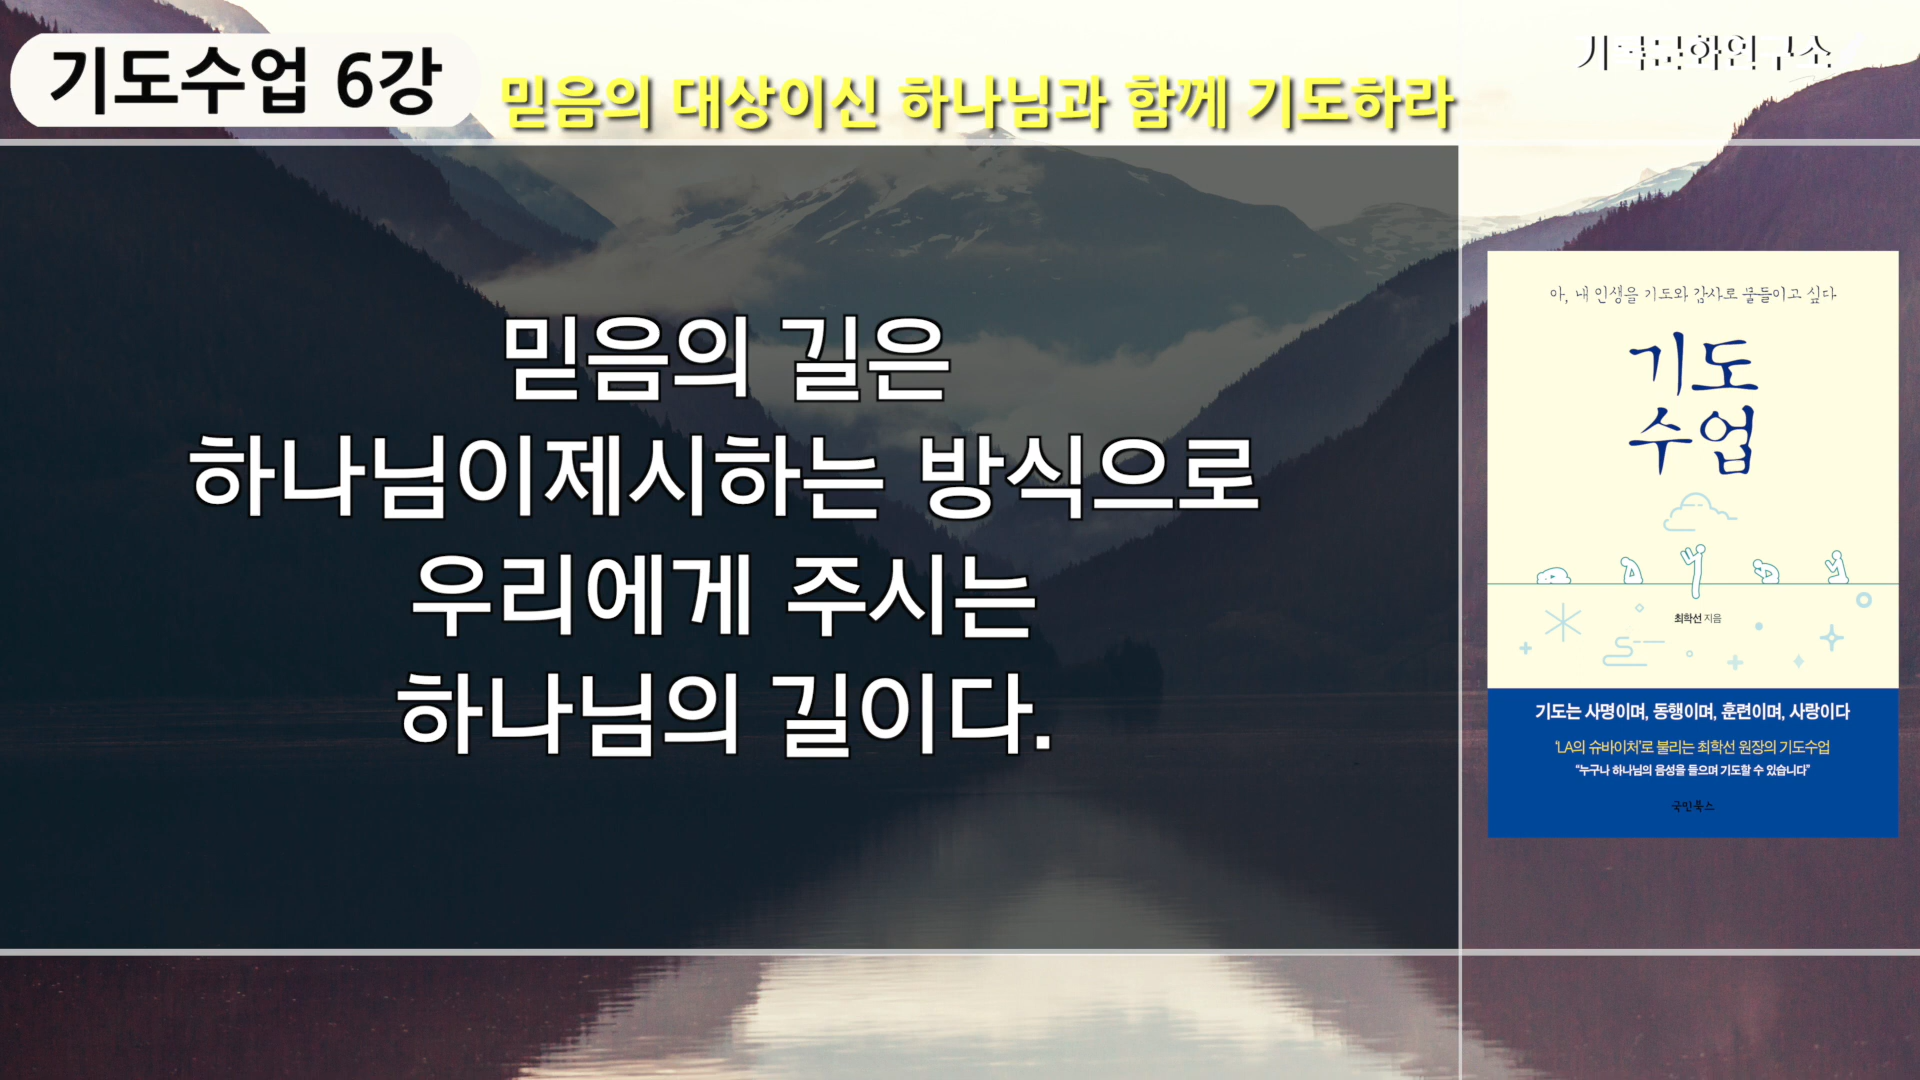 기도수업 6강
믿음의 대상이신 하나님과 함께 기도하라
기독문화연구소
믿음의 길은
하나님이제시하는 방식으로
우리에게 주시는
하나님의 길이다.
아, 내 인생을 기도와 감사로 물들이고 싶다
기도
수업
최학선 지음
기도는 사명이며, 동행이며, 훈련이며, 사랑이다
‘LA의 슈바이처’로 불리는 최학선 원장의 기도수업
“누구나 하나님의 음성을 들으며 기도할 수 있습니다”
국민북스